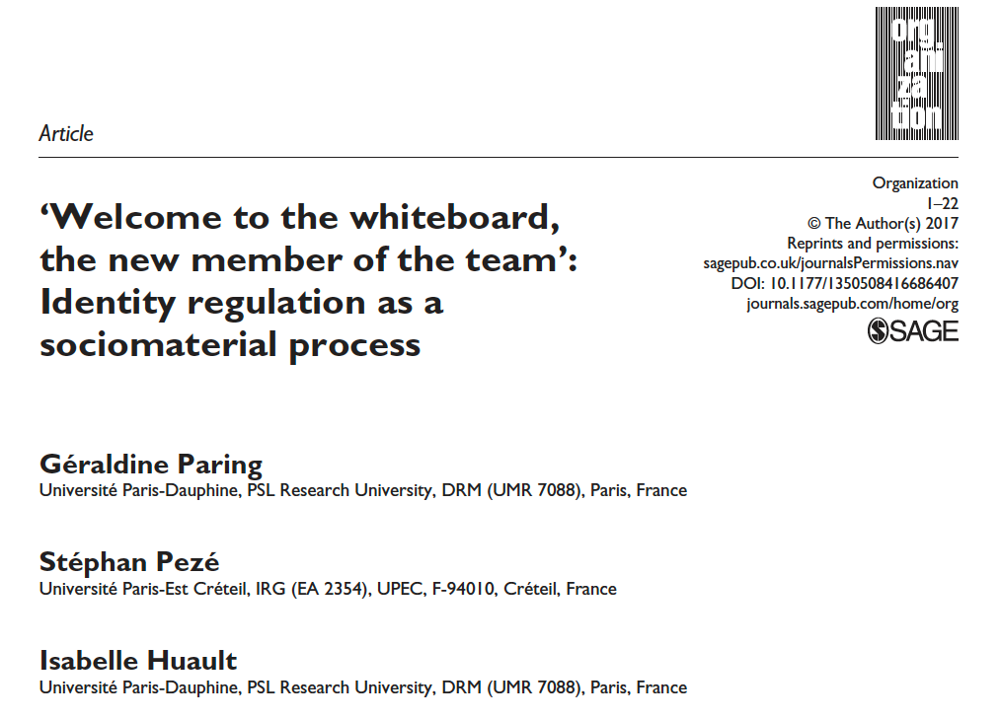 org
ani
za
tion
Article
Organization
1–22
© The Author(s) 2017
Reprints and permissions:
sagepub.co.uk/journalsPermissions.nav
DOI: 10.1177/1350508416686407
journals.sagepub.com/home/org
SAGE
‘Welcome to the whiteboard,
the new member of the team’:
Identity regulation as a
sociomaterial process
Géraldine Paring
Université Paris-Dauphine, PSL Research University, DRM (UMR 7088), Paris, France
Stéphan Pezé
Université Paris-Est Créteil, IRG (EA 2354), UPEC, F-94010, Créteil, France
Isabelle Huault
Université Paris-Dauphine, PSL Research University, DRM (UMR 7088), Paris, France